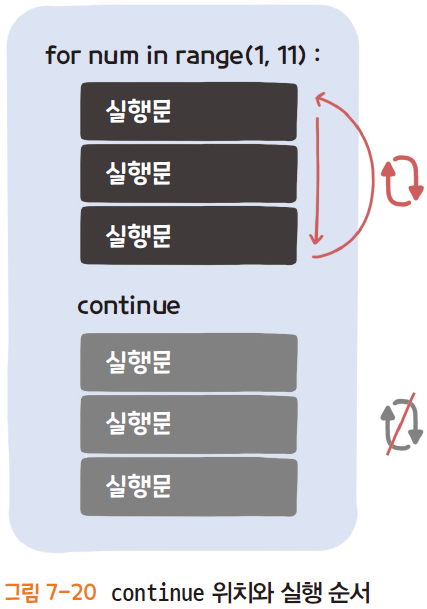 for num in range(1, 11) :
실행문
실행문
실행문
continue
실행문
실행문
실행문
그림 7-20 continue 위치와 실행 순서